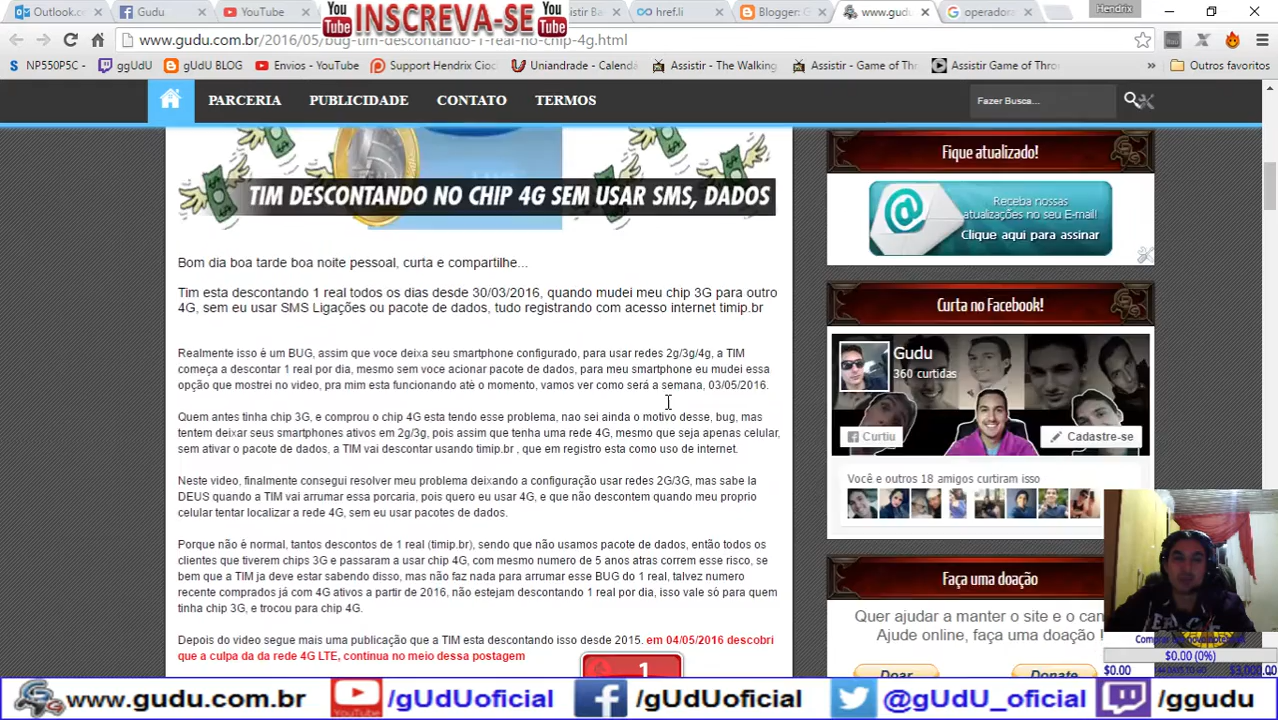 Outlook.co
Gudu
YouTube
You Tube INSCREVA-SE You Tube
sistir Ba
href.li
Blogger: G
www.gudu
operadora
Hendrix
www.gudu.com.br/2016/05/bug-tim-descontando-1-real-no-chip-4g.html
NP550P5C -
ggUdU
gUdU BLOG
Envios - YouTube
Support Hendrix Cioc
Uniandrade - Calenda
Assistir - The Walking
Assistir - Game of Th
Assistir Game of Thro
»
Outros favoritos
PARCERIA
PUBLICIDADE
CONTATO
TERMOS
Fazer Busca...
TIM DESCONTANDO NO CHIP 4G SEM USAR SMS, DADOS
Bom dia boa tarde boa noite pessoal, curta e compartilhe...
Tim esta descontando 1 real todos os dias desde 30/03/2016, quando mudei meu chip 3G para outro
4G, sem eu usar SMS Ligações ou pacote de dados, tudo registrando com acesso internet timip.br
Realmente isso è um BUG, assim que voce deixa seu smartphone configurado, para usar redes 2g/3g/4g, a TIM
começa a descontar 1 real por dia, mesmo sem voce acionar pacote de dados, para meu smartphone eu mudei essa
opção que mostrei no video, pra mim esta funcionando atè o momento, vamos ver como será a semana, 03/05/2016.
Quem antes tinha chip 3G, e comprou o chip 4G esta tendo esse problema, nao sei ainda o motivo desse, bug, mas
tentem deixar seus smartphones ativos em 2g/3g, pois assim que tenha uma rede 4G, mesmo que seja apenas celular,
sem ativar o pacote de dados, a TIM vai descontar usando timip.br , que em registro esta como uso de internet.
Neste video, finalmente consegui resolver meu problema deixando a configuração usar redes 2G/3G, mas sabe la
DEUS quando a TIM vai arrumar essa porcaria, pois quero eu usar 4G, e que não descontem quando meu proprio
celular tentar localizar a rede 4G, sem eu usar pacotes de dados.
Porque não è normal, tantos descontos de 1 real (timip.br), sendo que não usamos pacote de dados, então todos os
clientes que tiverem chips 3G e passaram a usar chip 4G, com mesmo numero de 5 anos atras correm esse risco, se
bem que a TIM ja deve estar sabendo disso, mas não faz nada para arrumar esse BUG do 1 real, talvez numero
recente comprados já com 4G ativos a partir de 2016, não estejam descontando 1 real por dia, isso vale só para quem
tinha chip 3G, e trocou para chip 4G.
Depois do video segue mais uma publicação que a TIM esta descontando isso desde 2015. em 04/05/2016 descobri
que a culpa da da rede 4G LTE, continua no meio dessa postagem
1
Fique atualizado!
Receba nossas
atualizações no seu E-mail!
Clique aqui para assinar
Curta no Facebook!
Gudu
360 curtidas
Curtiu
Cadastre-se
Você e outros 18 amigos curtiram isso
Faça uma doação
Quer ajudar a manter o site e o can
Ajude online, faça uma doação !
Doar
Donate
$0.00 (0%)
$0.00
$3,000.00
www.gudu.com.br
YouTube
/gUdUoficial
/gUdUoficial
@gUdU_oficial
/ggudu